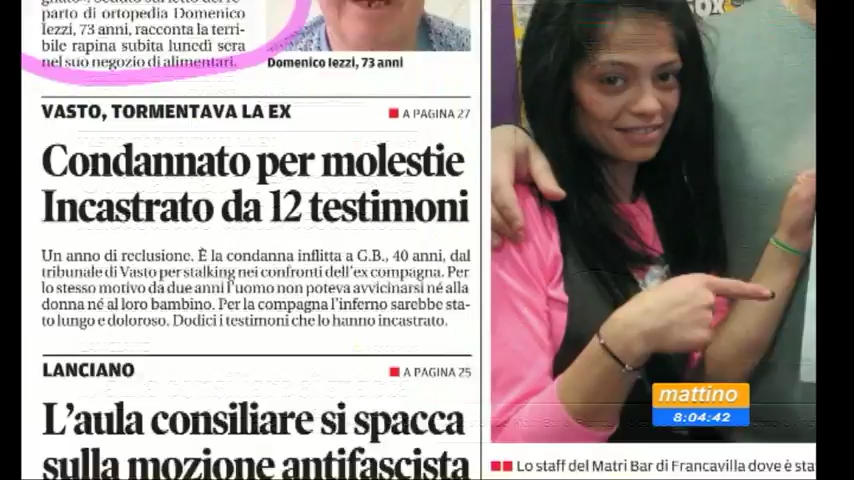 parto di ortopedia Domenico
Iezzi, 73 anni, racconta la terri-
bile rapina subita lunedì sera
nel suo negozio di alimentari.
Domenico Iezzi, 73 anni
VASTO, TORMENTAVA LA EX
A PAGINA 27
Condannato per molestie
Incastrato da 12 testimoni
Un anno di reclusione. È la condanna inflitta a G.B., 40 anni, dal
tribunale di Vasto per stalking nei confronti dell'ex compagna. Per
lo stesso motivo da due anni l'uomo non poteva avvicinarsi né alla
donna né al loro bambino. Per la compagna l'inferno sarebbe sta-
to lungo e doloroso. Dodici i testimoni che lo hanno incastrato.
LANCIANO
A PAGINA 25
L'aula consiliare si spacca
sulla mozione antifascista
mattino
8:04:42
Lo staff del Matri Bar di Francavilla dove è sta